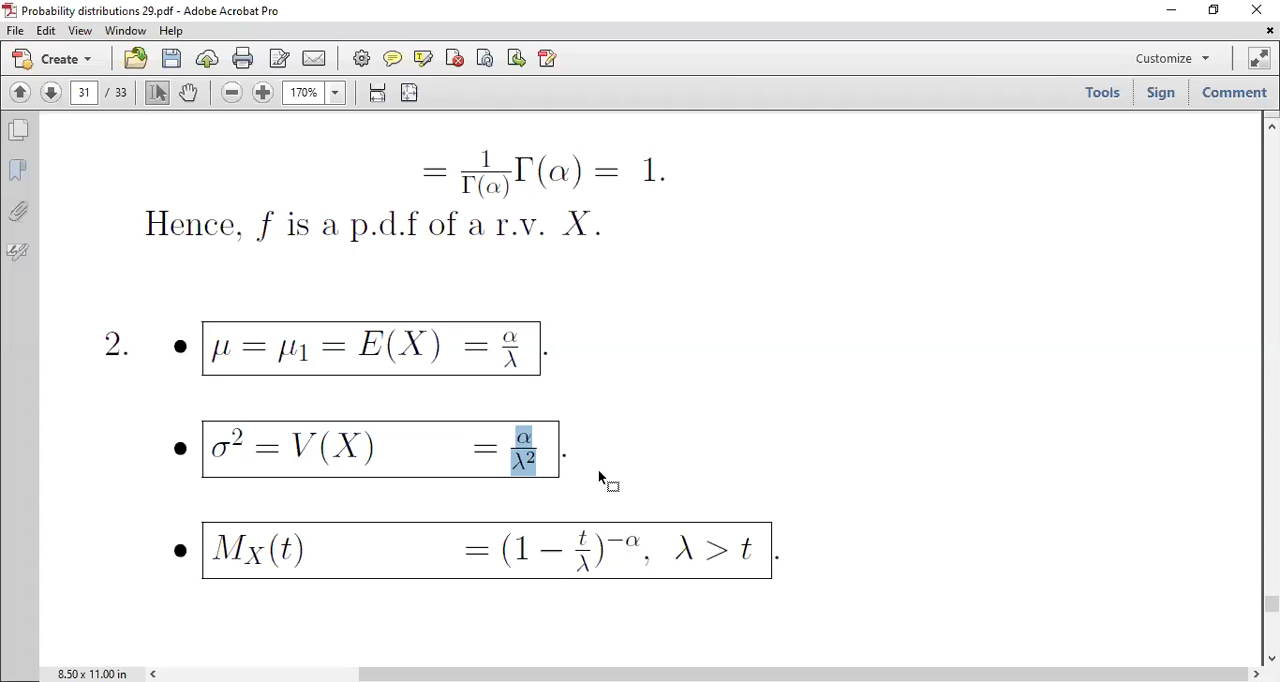 Probability distributions 29.pdf - Adobe Acrobat Pro
File Edit View Window Help
Create Customize
31 / 33 170% Tools Sign Comment
= 1/Γ(α) Γ(α) = 1.
Hence, f is a p.d.f of a r.v. X.
2. • μ = μ₁ = E(X) = α/λ .
• σ² = V(X) = α/λ² .
• M_X(t) = (1 − t/λ)^{−α}, λ > t .
8.50 x 11.00 in